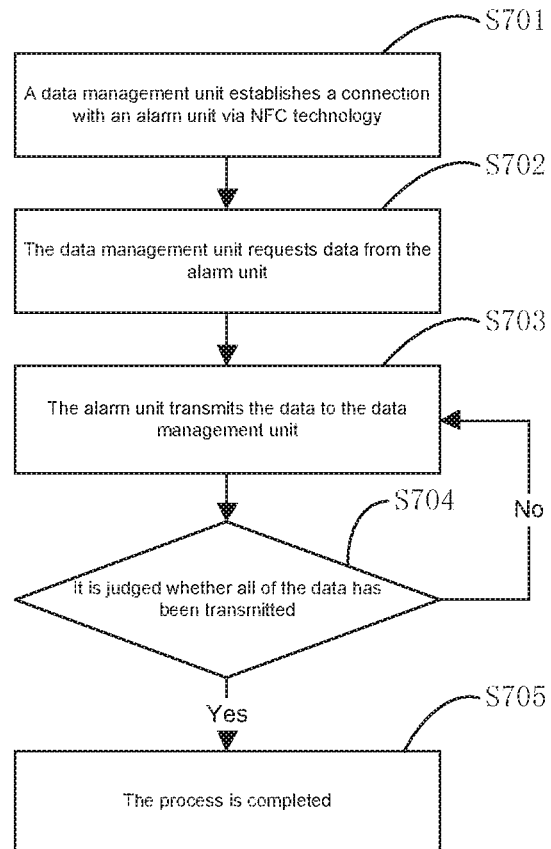 S701
A data management unit establishes a connection
with an alarm unit via NFC technology
S702
The data management unit requests data from the
alarm unit
S703
The alarm unit transmits the data to the data
management unit
S704
No
It is judged whether all of the data has
been transmitted
Yes
S705
The process is completed